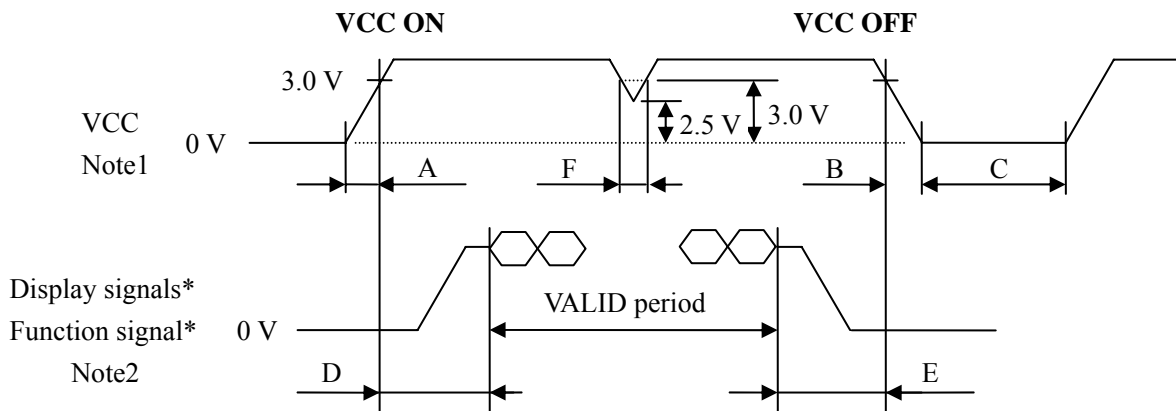 VCC ON
VCC OFF
3.0 V
VCC
Note1
0 V
2.5 V
3.0 V
A
F
B
C
Display signals*
Function signal*
Note2
0 V
VALID period
D
E